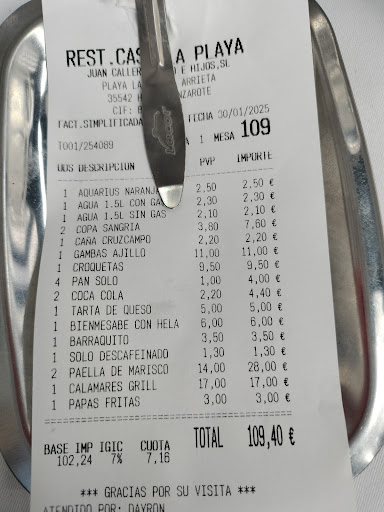 REST. CAS A PLAYA
JUAN CALLER O E HIJOS,SL
PLAYA LA ARRIETA
35542 H NZAROTE
CIF: B
FACT.SIMPLIFICADA FECHA 30/01/2025
T001/254089 A 1 MESA 109
UDS DESCRIPCION PVP IMPORTE
1 AQUARIUS NARANJA 2,50 2,50 €
1 AGUA 1.5L CON GAS 2,30 2,30 €
1 AGUA 1.5L SIN GAS 2,10 2,10 €
2 COPA SANGRIA 3,80 7,60 €
1 CAÑA CRUZCAMPO 2,20 2,20 €
1 GAMBAS AJILLO 11,00 11,00 €
1 CROQUETAS 9,50 9,50 €
4 PAN SOLO 1,00 4,00 €
2 COCA COLA 2,20 4,40 €
1 TARTA DE QUESO 5,00 5,00 €
1 BIENMESABE CON HELA 6,00 6,00 €
1 BARRAQUITO 3,50 3,50 €
1 SOLO DESCAFEINADO 1,30 1,30 €
2 PAELLA DE MARISCO 14,00 28,00 €
1 CALAMARES GRILL 17,00 17,00 €
1 PAPAS FRITAS 3,00 3,00 €
BASE IMP IGIC CUOTA TOTAL 109,40 €
102,24 7% 7,16
*** GRACIAS POR SU VISITA ***
ATENDIDO POR: DAYRON